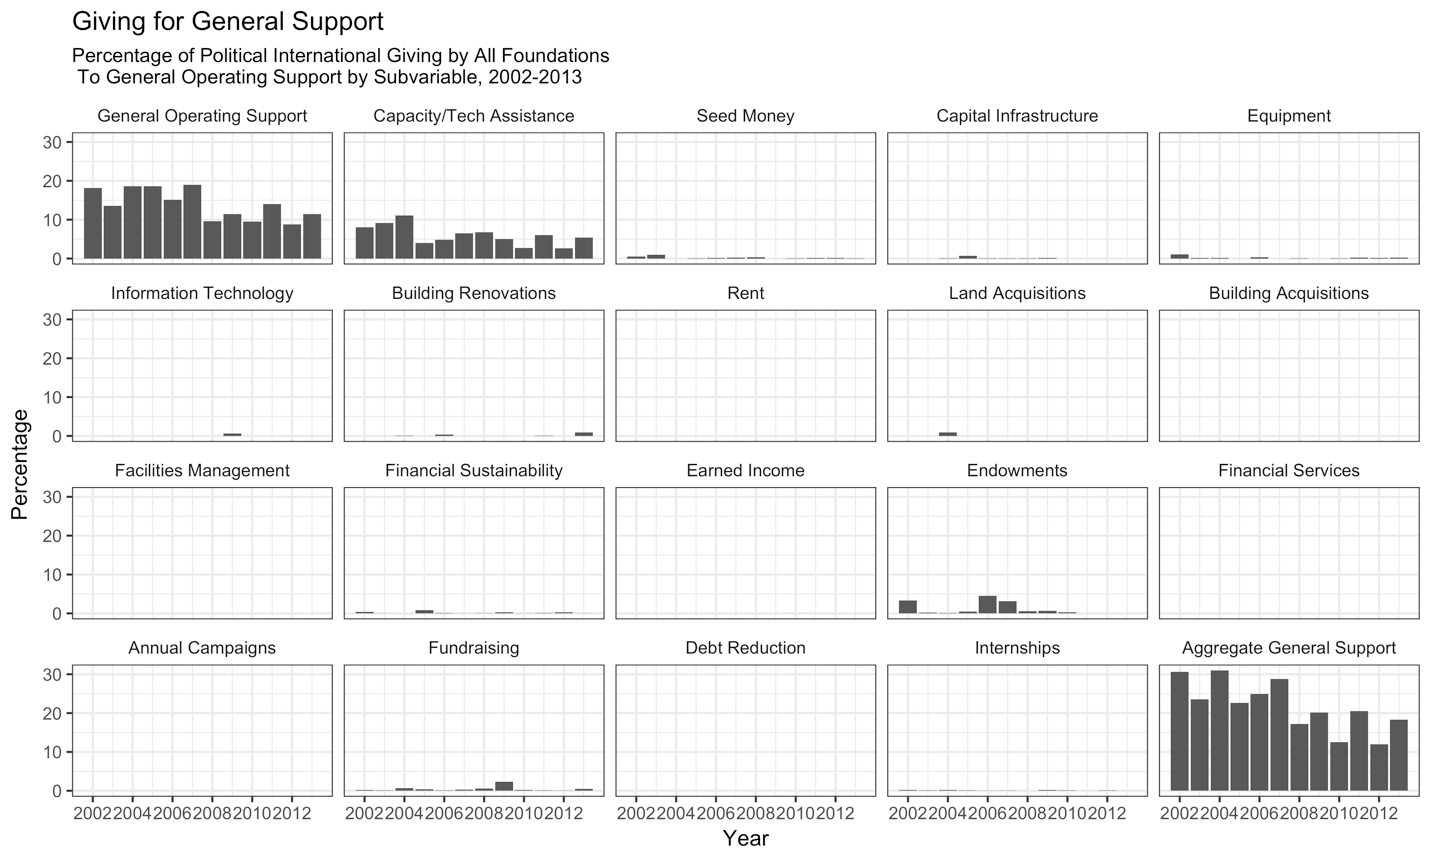 Giving for General Support
Percentage of Political International Giving by All Foundations
To General Operating Support by Subvariable, 2002-2013
General Operating Support Capacity/Tech Assistance Seed Money Capital Infrastructure Equipment
30
20
10
0
Information Technology Building Renovations Rent Land Acquisitions Building Acquisitions
30
20
10
0
Facilities Management Financial Sustainability Earned Income Endowments Financial Services
30
20
10
0
Annual Campaigns Fundraising Debt Reduction Internships Aggregate General Support
30
20
10
0
2002 2004 2006 2008 2010 2012 2002 2004 2006 2008 2010 2012 2002 2004 2006 2008 2010 2012 2002 2004 2006 2008 2010 2012 2002 2004 2006 2008 2010 2012
Year
Percentage